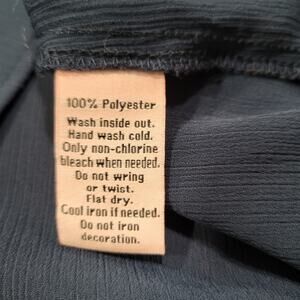 100% Polyester
Wash inside out.
Hand wash cold.
Only non-chlorine
bleach when needed.
Do not wring
or twist.
Flat dry.
Cool iron if needed.
Do not iron
decoration.